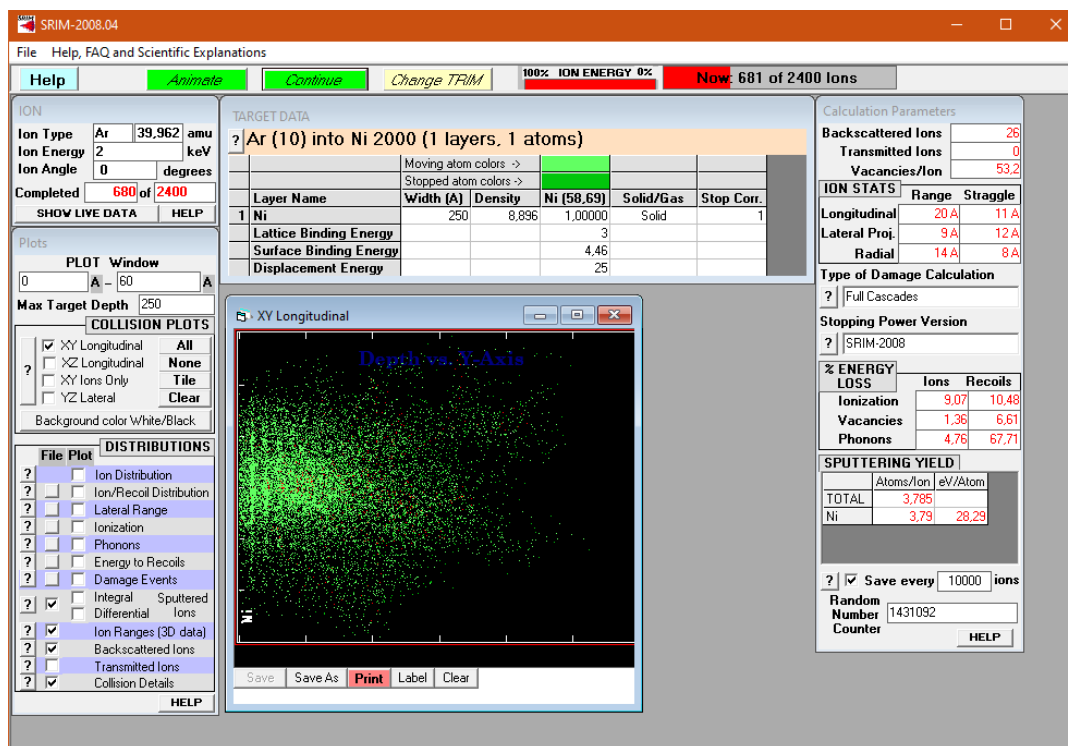 SRIM-2008.04
File Help, FAQ and Scientific Explanations
Help Animate Continue Change TRIM 100% ION ENERGY 0% Now: 681 of 2400 Ions
ION
Ion Type Ar 39,962 amu
Ion Energy 2 keV
Ion Angle 0 degrees
Completed 680 of 2400
SHOW LIVE DATA HELP
Plots
PLOT Window
0 A – 60 A
Max Target Depth 250
COLLISION PLOTS
XY Longitudinal All
XZ Longitudinal None
? XY Ions Only Tile
YZ Lateral Clear
Background color White/Black
DISTRIBUTIONS
File Plot
? Ion Distribution
? Ion/Recoil Distribution
? Lateral Range
? Ionization
? Phonons
? Energy to Recoils
? Damage Events
? Integral Sputtered
Differential Ions
? Ion Ranges (3D data)
? Backscattered Ions
? Transmitted Ions
? Collision Details
HELP
TARGET DATA
? Ar (10) into Ni 2000 (1 layers, 1 atoms)
Moving atom colors ->
Stopped atom colors ->
Layer Name Width (A) Density Ni (58,69) Solid/Gas Stop Corr.
1 Ni 250 8,896 1,00000 Solid 1
Lattice Binding Energy 3
Surface Binding Energy 4,46
Displacement Energy 25
XY Longitudinal
Depth vs. Y-Axis
Ni
Save Save As Print Label Clear
Calculation Parameters
Backscattered Ions 26
Transmitted Ions 0
Vacancies/Ion 53,2
ION STATS Range Straggle
Longitudinal 20 A 11 A
Lateral Proj. 9 A 12 A
Radial 14 A 8 A
Type of Damage Calculation
? Full Cascades
Stopping Power Version
? SRIM-2008
% ENERGY LOSS Ions Recoils
Ionization 9,07 10,48
Vacancies 1,36 6,61
Phonons 4,76 67,71
SPUTTERING YIELD
Atoms/Ion eV/Atom
TOTAL 3,785
Ni 3,79 28,29
? Save every 10000 ions
Random
Number 1431092
Counter
HELP